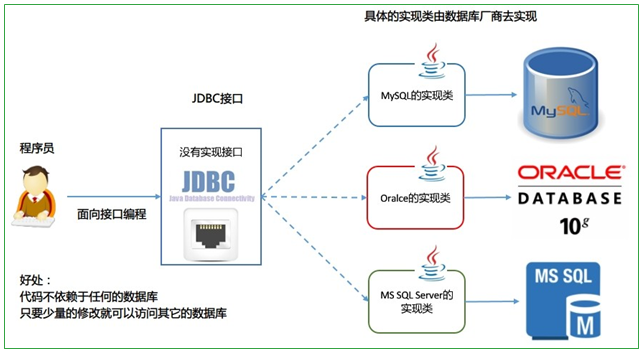 具体的实现类由数据库厂商去实现
JDBC接口
程序员
没有实现接口
JDBC
Java Database Connectivity
面向接口编程
MySQL的实现类
MySQL
Oralce的实现类
ORACLE
DATABASE
10g
MS SQL Server的
实现类
MS SQL
M
好处：
代码不依赖于任何的数据库
只要少量的修改就可以访问其它的数据库